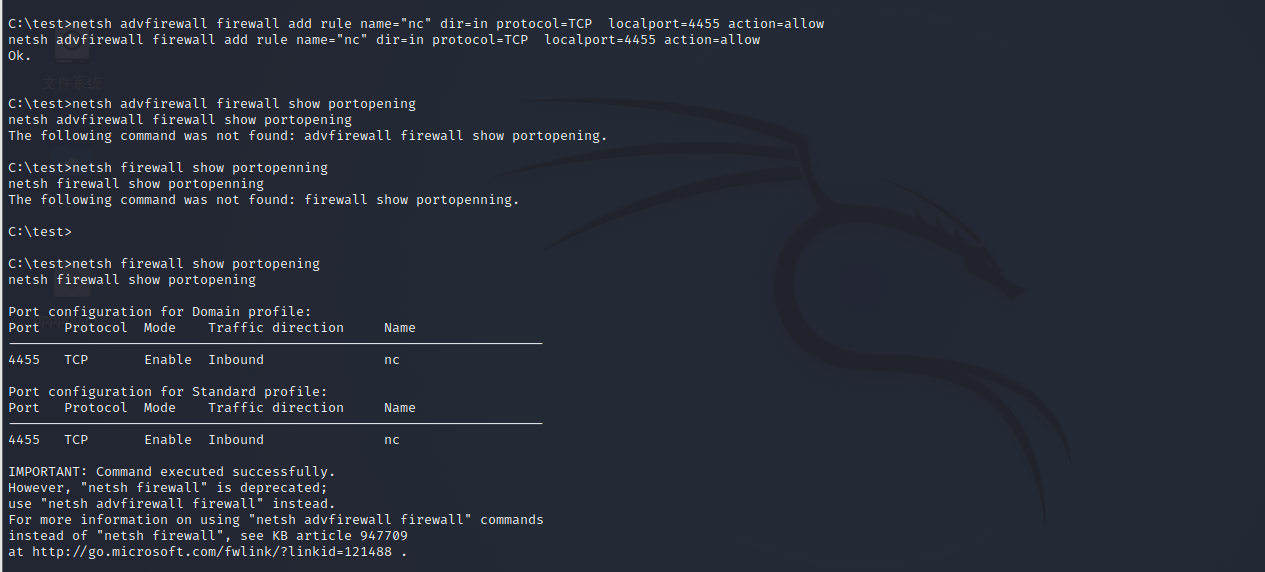 C:\test>netsh advfirewall firewall add rule name="nc" dir=in protocol=TCP  localport=4455 action=allow
netsh advfirewall firewall add rule name="nc" dir=in protocol=TCP  localport=4455 action=allow
Ok.
文件系统
C:\test>netsh advfirewall firewall show portopening
netsh advfirewall firewall show portopening
The following command was not found: advfirewall firewall show portopening.
C:\test>netsh firewall show portopenning
netsh firewall show portopenning
The following command was not found: firewall show portopenning.
C:\test>
C:\test>netsh firewall show portopening
netsh firewall show portopening
Port configuration for Domain profile:
Port   Protocol  Mode    Traffic direction     Name
4455   TCP       Enable  Inbound               nc
Port configuration for Standard profile:
Port   Protocol  Mode    Traffic direction     Name
4455   TCP       Enable  Inbound               nc
IMPORTANT: Command executed successfully.
However, "netsh firewall" is deprecated;
use "netsh advfirewall firewall" instead.
For more information on using "netsh advfirewall firewall" commands
instead of "netsh firewall", see KB article 947709
at http://go.microsoft.com/fwlink/?linkid=121488 .